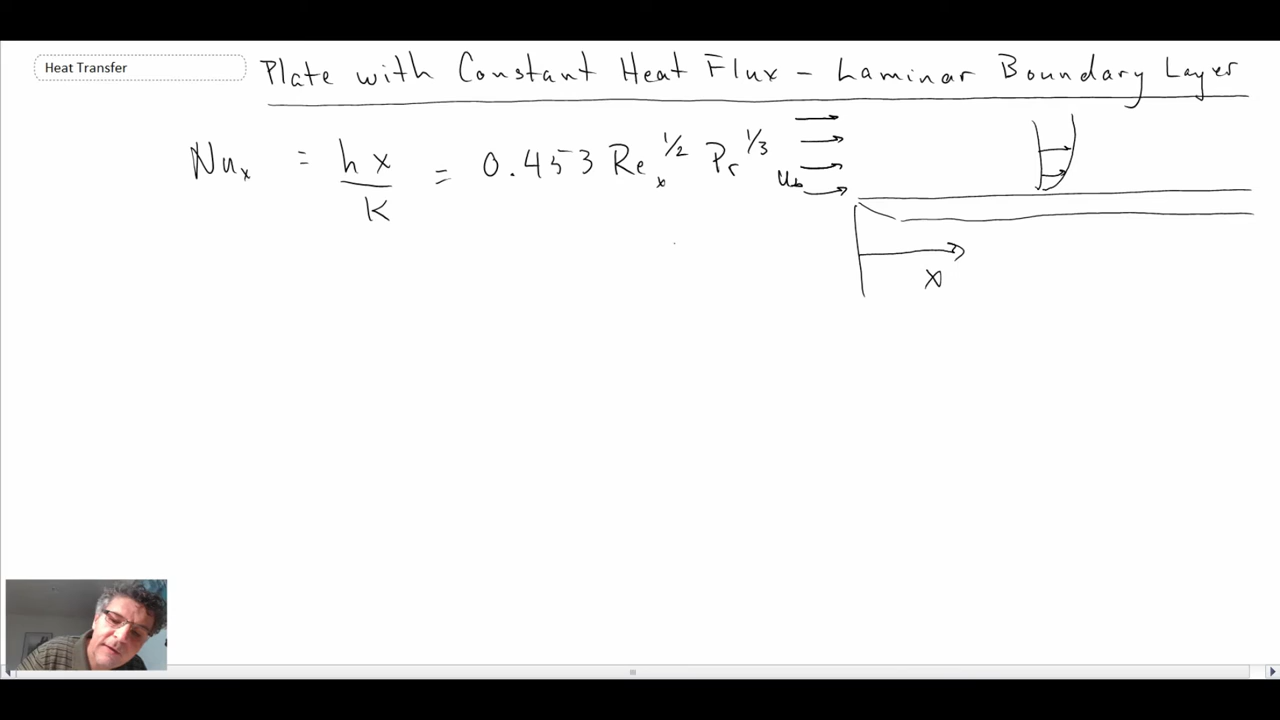 Heat Transfer
Plate with Constant Heat Flux - Laminar Boundary Layer
Nu_x = hx/k = 0.453 Re_x^1/2 Pr^1/3
u∞
x